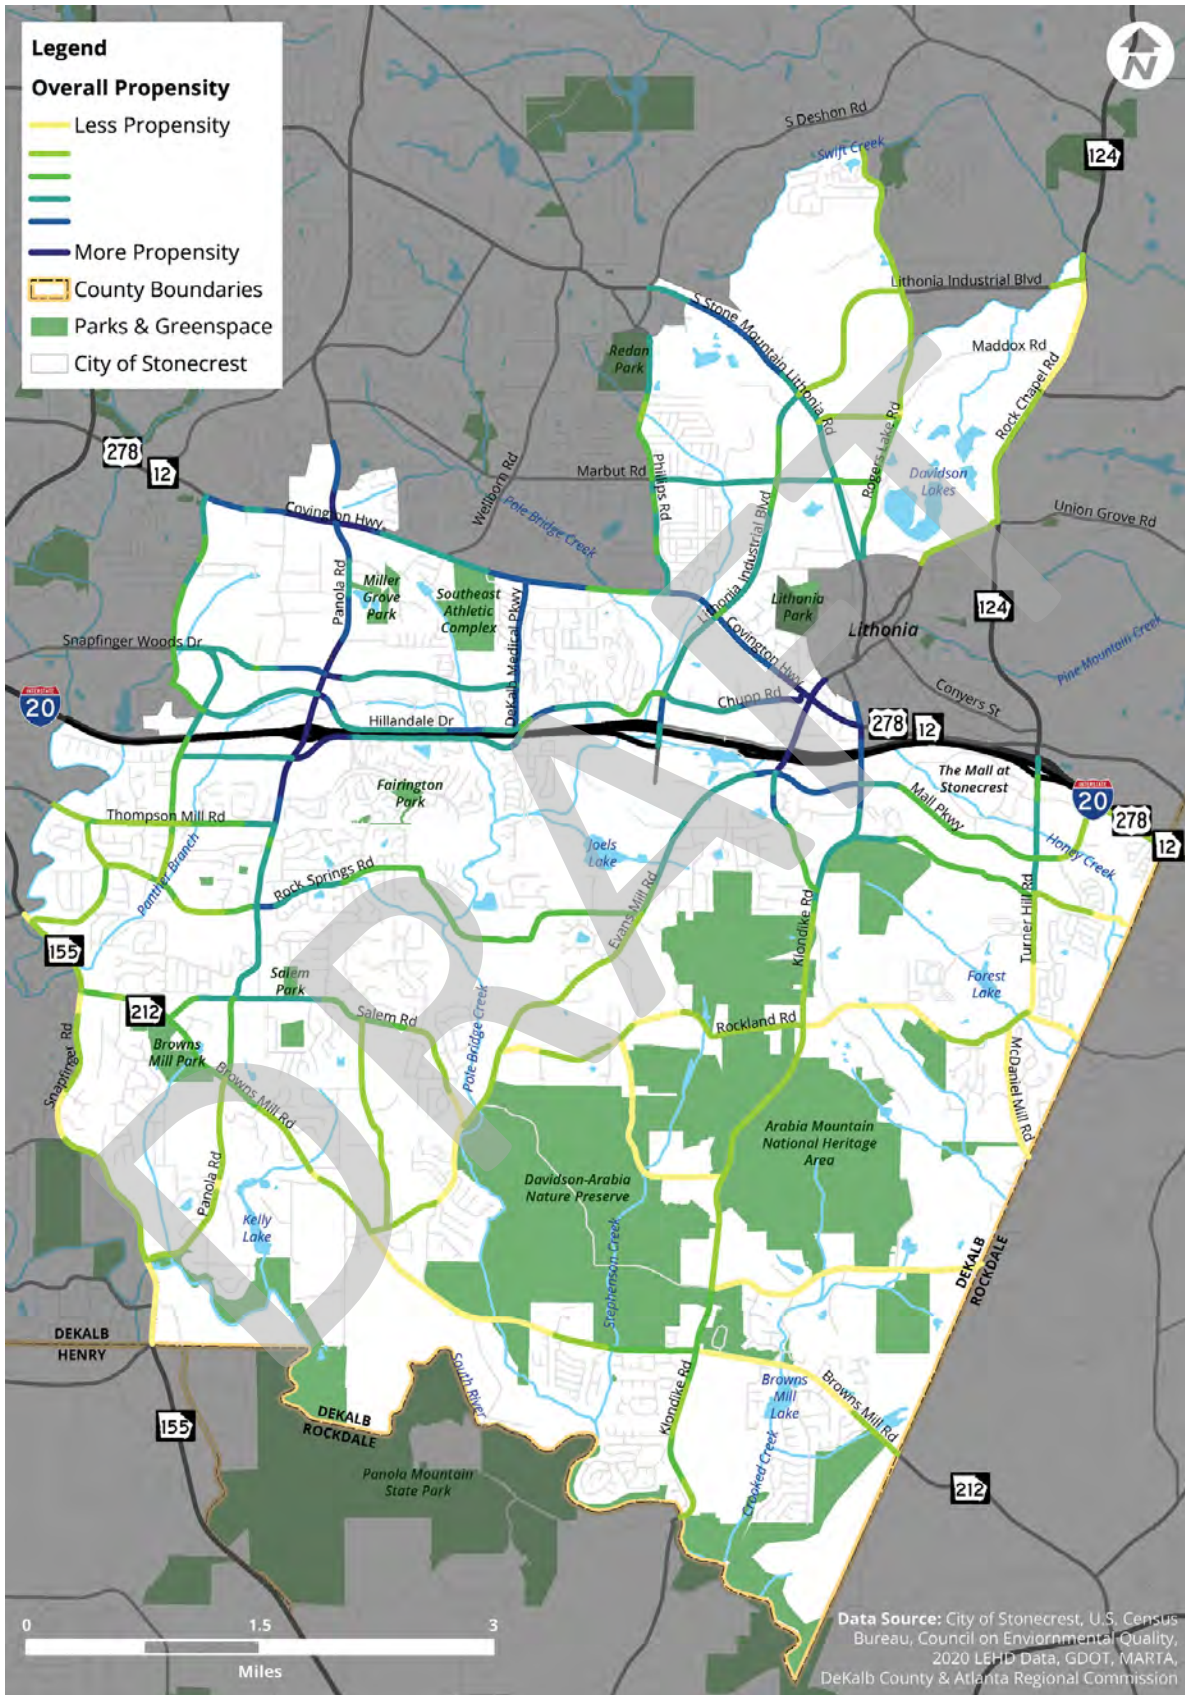 Legend
Overall Propensity
Less Propensity
More Propensity
County Boundaries
Parks & Greenspace
City of Stonecrest
N
S Deshon Rd
Swift Creek
124
Lithonia Industrial Blvd
S Stone Mountain Lithonia Rd
Maddox Rd
Redan
Park
Rock Chapel Rd
278
12
Rogers Lake Rd
Wellborn Rd
Marbut Rd
Phillips Rd
Davidson
Lakes
Covington Hwy
Pole Bridge Creek
Union Grove Rd
Lithonia Industrial Blvd
Panola Rd
Miller
Grove
Park
Southeast
Athletic
Complex
DeKalb Medical Pkwy
Lithonia
Park
124
Lithonia
Snapfinger Woods Dr
Covington Hwy
Pine Mountain Creek
INTERSTATE
20
Hillandale Dr
Chupp Rd
Conyers St
278
12
The Mall at
Stonecrest
Fairington
Park
INTERSTATE
20
Mall Pkwy
278
12
Thompson Mill Rd
Panther Branch
Joels
Lake
Honey Creek
Rock Springs Rd
Evans Mill Rd
Klondike Rd
Turner Hill Rd
155
Salem
Park
Forest
Lake
212
Salem Rd
Pole Bridge Creek
Rockland Rd
Snapfinger Rd
Browns
Mill Park
Browns Mill Rd
McDaniel Mill Rd
Arabia Mountain
National Heritage
Area
Panola Rd
Davidson-Arabia
Nature Preserve
Kelly
Lake
Stephenson Creek
DEKALB
ROCKDALE
DEKALB
HENRY
South River
Klondike Rd
Browns
Mill
Lake
Browns Mill Rd
155
DEKALB
ROCKDALE
Panola Mountain
State Park
Crooked Creek
212
DRAFT
0 1.5 3
Miles
Data Source: City of Stonecrest, U.S. Census
Bureau, Council on Enviornmental Quality,
2020 LEHD Data, GDOT, MARTA,
DeKalb County & Atlanta Regional Commission